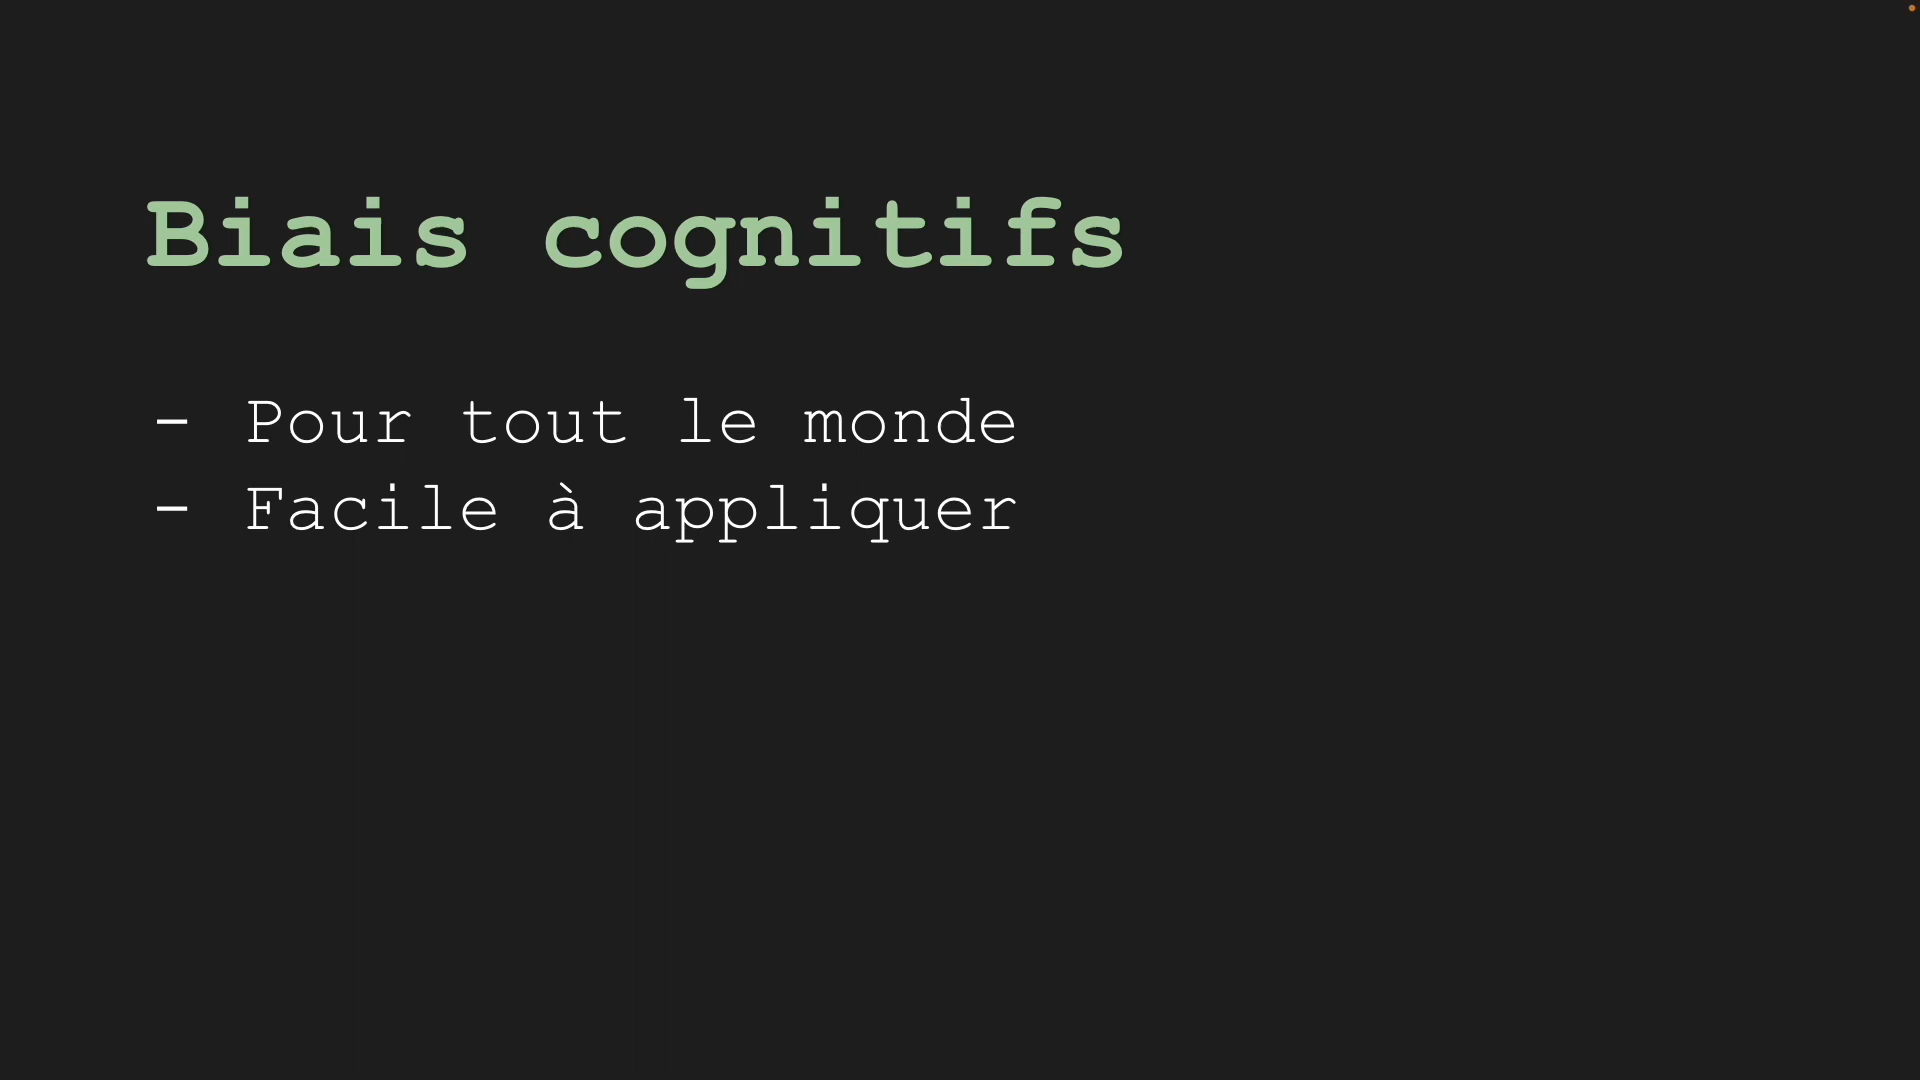 Biais cognitifs
- Pour tout le monde
- Facile à appliquer